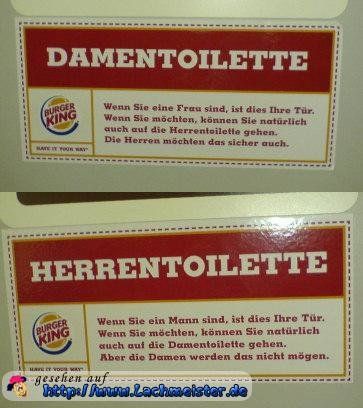 DAMENTOILETTE
BURGER
KING
HAVE IT YOUR WAY®
Wenn Sie eine Frau sind, ist dies Ihre Tür.
Wenn Sie möchten, können Sie natürlich
auch auf die Herrentoilette gehen.
Die Herren möchten das sicher auch.
HERRENTOILETTE
BURGER
KING
HAVE IT YOUR WAY®
Wenn Sie ein Mann sind, ist dies Ihre Tür.
Wenn Sie möchten, können Sie natürlich
auch auf die Damentoilette gehen.
Aber die Damen werden das nicht mögen.
gesehen auf
http://www.Lachmeister.de